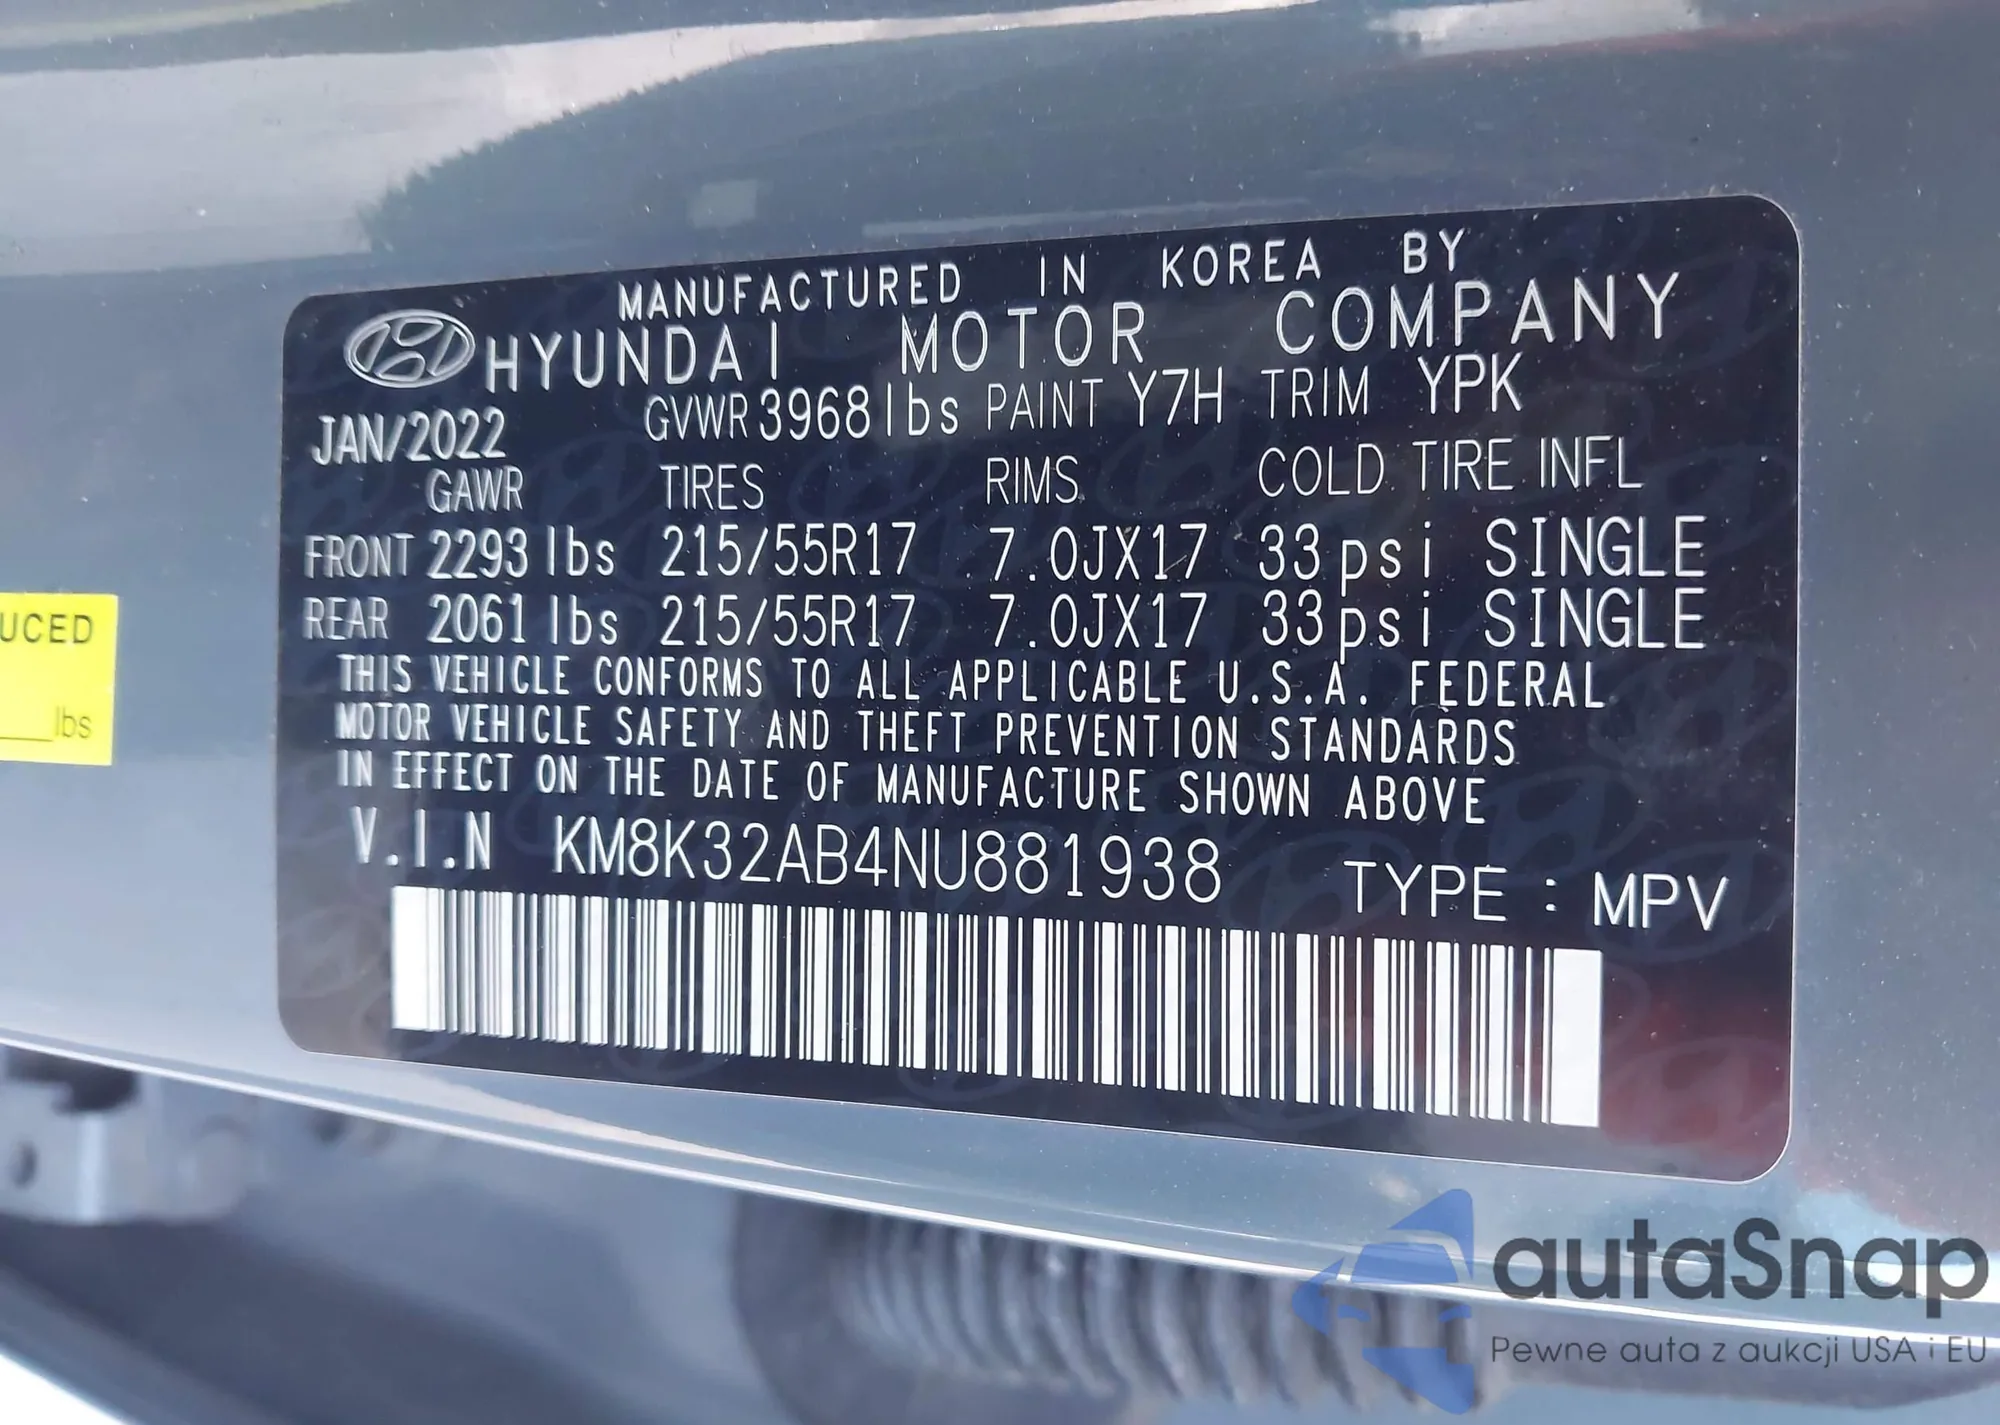 MANUFACTURED IN KOREA BY
HYUNDAI MOTOR COMPANY
JAN/2022 GVWR 3968 lbs PAINT Y7H TRIM YPK
GAWR TIRES RIMS COLD TIRE INFL
FRONT 2293 lbs 215/55R17 7.0JX17 33 psi SINGLE
REAR 2061 lbs 215/55R17 7.0JX17 33 psi SINGLE
THIS VEHICLE CONFORMS TO ALL APPLICABLE U.S.A. FEDERAL
MOTOR VEHICLE SAFETY AND THEFT PREVENTION STANDARDS
IN EFFECT ON THE DATE OF MANUFACTURE SHOWN ABOVE
V.I.N KM8K32AB4NU881938 TYPE : MPV
UCED
lbs
autaSnap
Pewne auta z aukcji USA i EU